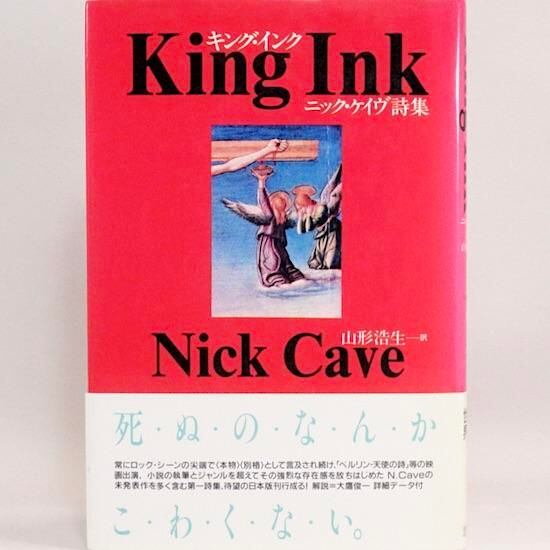 キング・インク
King Ink
ニック・ケイヴ詩集
山形浩生——訳
Nick Cave
死・ぬ・の・な・ん・か
常にロック・シーンの尖端で〈本物〉〈別格〉として言及され続け、「ベルリン・天使の詩」等の映
画出演、小説の執筆とジャンルを超えてその強烈な存在感を放ちはじめた N.Caveの
未発表作を多く含む第一詩集、待望の日本版刊行成る! 解説=大鷹俊一 詳細データ付
こ・わ・く・な・い。